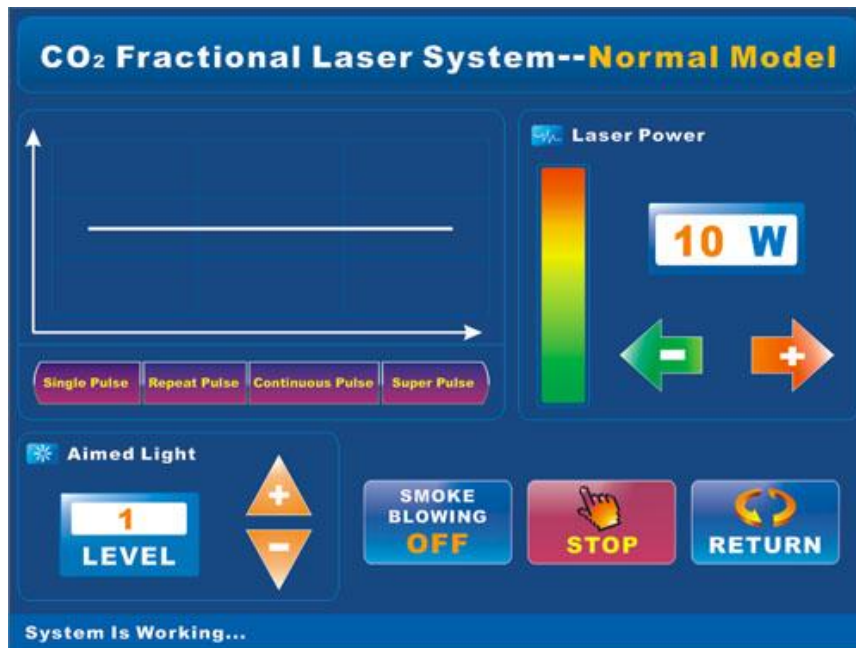 CO₂ Fractional Laser System--Normal Model
Laser Power
10 W
- +
Single Pulse Repeat Pulse Continuous Pulse Super Pulse
Aimed Light
+
1
LEVEL
-
SMOKE
BLOWING
OFF
STOP
RETURN
System Is Working...